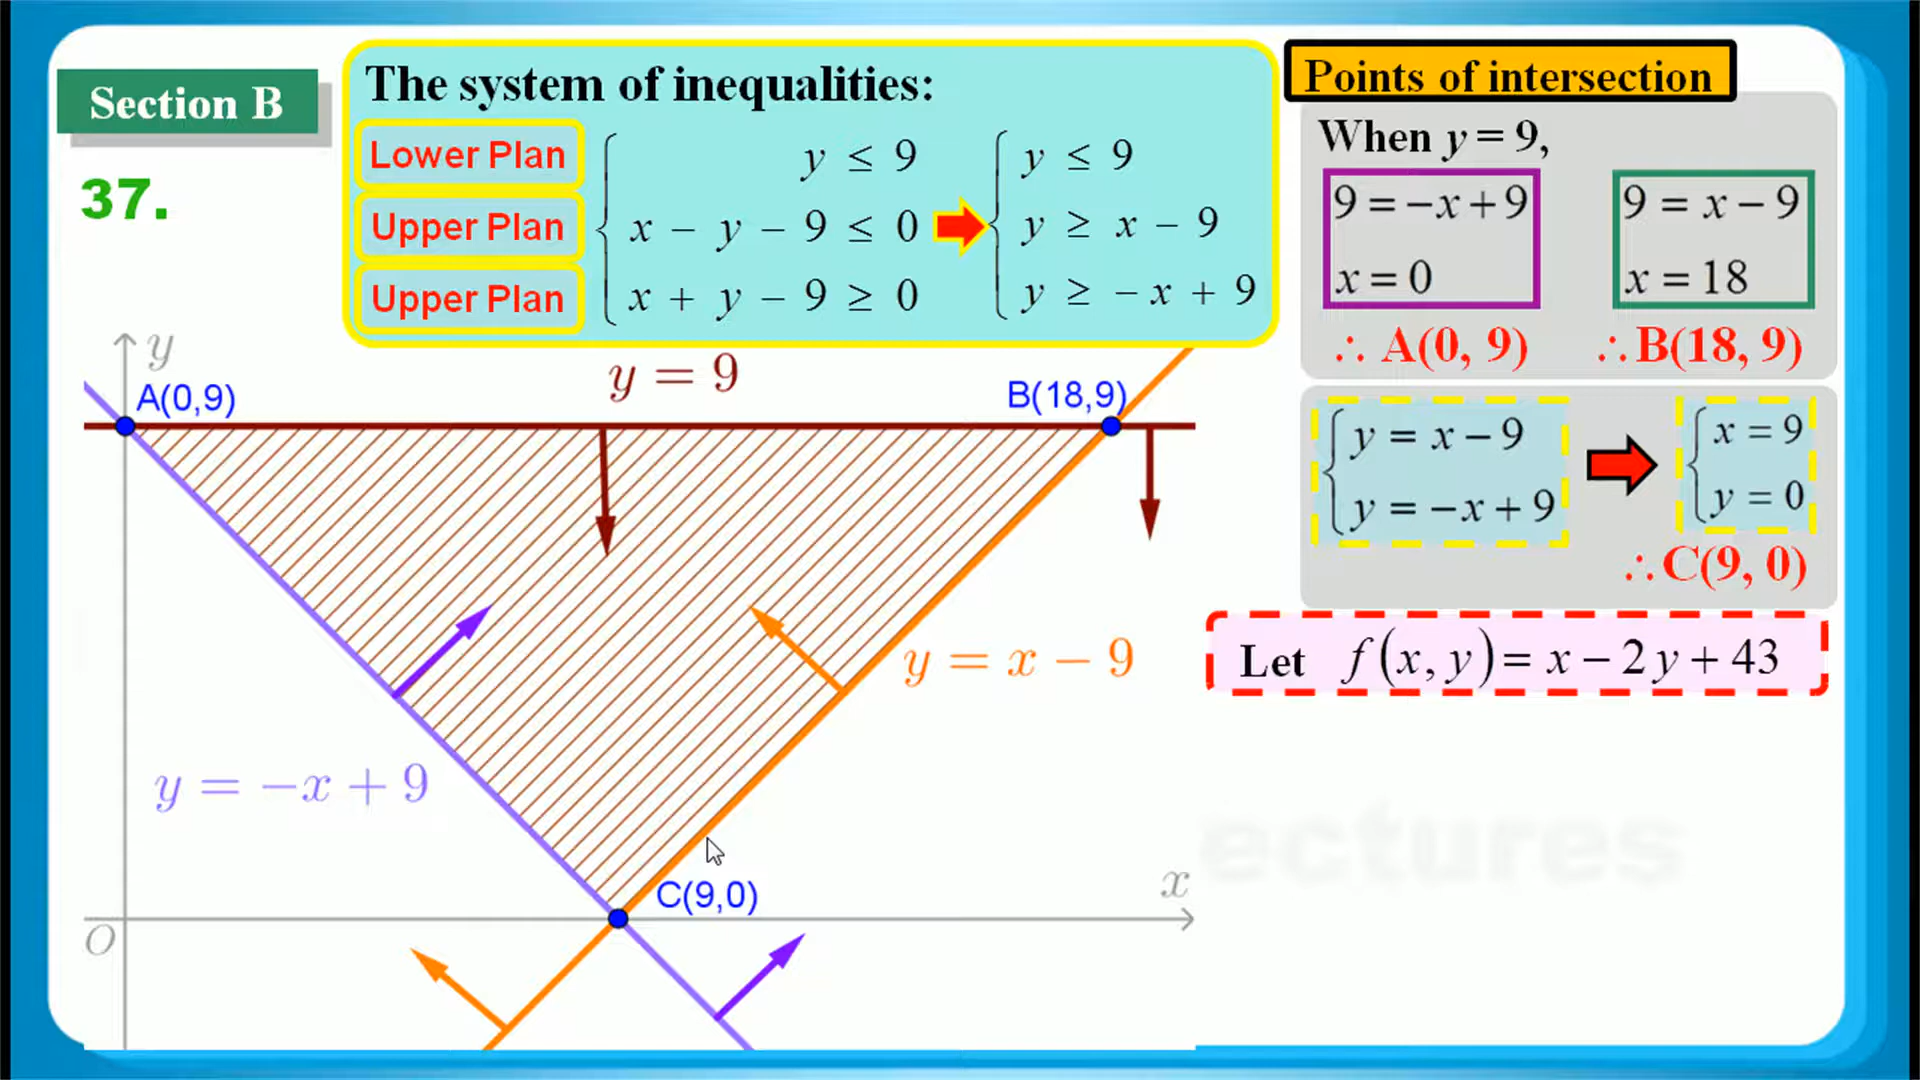 Section B
37.
The system of inequalities:
Lower Plan
Upper Plan
Upper Plan
y ≤ 9
x − y − 9 ≤ 0
x + y − 9 ≥ 0
y ≤ 9
y ≥ x − 9
y ≥ − x + 9
Points of intersection
When y = 9,
9 = −x + 9
x = 0
∴ A(0, 9)
9 = x − 9
x = 18
∴ B(18, 9)
y = x − 9
y = −x + 9
x = 9
y = 0
∴ C(9, 0)
Let f(x, y) = x − 2y + 43
y
A(0,9)
y = 9
B(18,9)
y = x − 9
y = −x + 9
C(9,0)
x
O
ectures